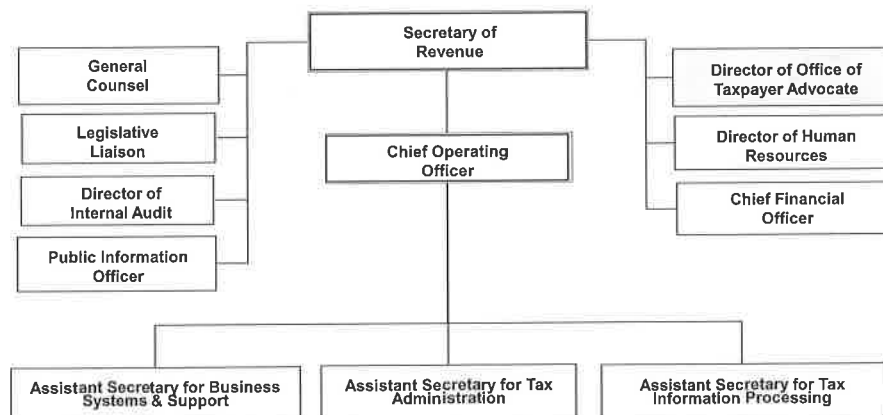 Secretary of
Revenue
General
Counsel
Legislative
Liaison
Director of
Internal Audit
Public Information
Officer
Chief Operating
Officer
Director of Office of
Taxpayer Advocate
Director of Human
Resources
Chief Financial
Officer
Assistant Secretary for Business
Systems & Support
Assistant Secretary for Tax
Administration
Assistant Secretary for Tax
Information Processing